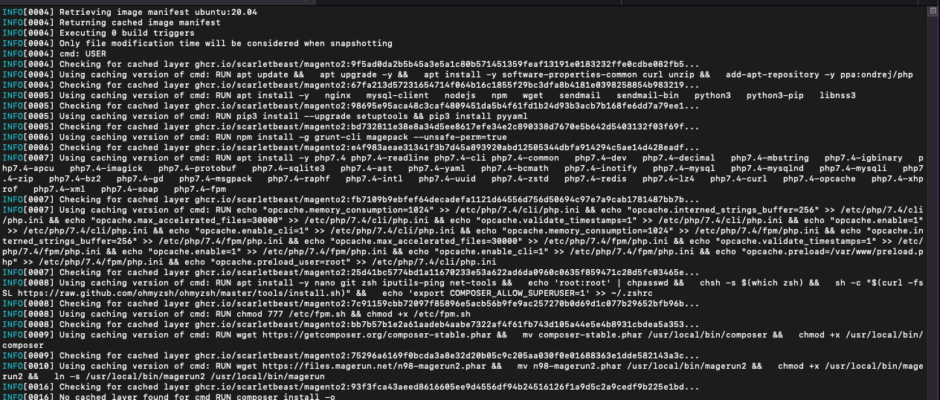 INFO[0004] Retrieving image manifest ubuntu:20.04
INFO[0004] Returning cached image manifest
INFO[0004] Executing 0 build triggers
INFO[0004] Only file modification time will be considered when snapshotting
INFO[0004] cmd: USER
INFO[0004] Checking for cached layer ghcr.io/scarletbeast/magento2:9f5ad0da2b5b45a3e5a1c80b571451359feaf13191e0183232ffe0cdbe082fb5...
INFO[0004] Using caching version of cmd: RUN apt update &&   apt upgrade -y &&   apt install -y software-properties-common curl unzip &&   add-apt-repository -y ppa:ondrej/php
INFO[0004] Checking for cached layer ghcr.io/scarletbeast/magento2:67fa213d57231654714f064b16c1855f29bc3dfa8b4181e03982588854b983219...
INFO[0005] Using caching version of cmd: RUN apt install -y   nginx   mysql-client   nodejs   npm   wget   sendmail   sendmail-bin   python3   python3-pip   libnss3
INFO[0005] Checking for cached layer ghcr.io/scarletbeast/magento2:98695e95aca48c3caf4809451da5b4f61fd1b24d93b3acb7b168fe6dd7a79ee1...
INFO[0005] Using caching version of cmd: RUN pip3 install --upgrade setuptools && pip3 install pyyaml
INFO[0005] Checking for cached layer ghcr.io/scarletbeast/magento2:bd732811e38e8a34d5ee8617efe34e2c890338d7670e5b642d5403132f03f69f...
INFO[0006] Using caching version of cmd: RUN npm install -g grunt-cli magepack --unsafe-perm=true
INFO[0006] Checking for cached layer ghcr.io/scarletbeast/magento2:e4f983aeae31341f3b7d45a893920abd12505344dbfa914294c5ae14d428eadf...
INFO[0007] Using caching version of cmd: RUN apt install -y php7.4 php7.4-readline php7.4-cli php7.4-common   php7.4-dev   php7.4-decimal   php7.4-mbstring   php7.4-igbinary   p
hp7.4-apcu   php7.4-imagick   php7.4-protobuf   php7.4-sqlite3   php7.4-ast   php7.4-yaml   php7.4-bcmath   php7.4-inotify   php7.4-mysql   php7.4-mysqlnd   php7.4-mysqli   php7
.4-zip   php7.4-bz2   php7.4-gd   php7.4-msgpack   php7.4-raphf   php7.4-intl   php7.4-uuid   php7.4-zstd   php7.4-redis   php7.4-lz4   php7.4-curl   php7.4-opcache   php7.4-xhp
rof   php7.4-xml   php7.4-soap   php7.4-fpm
INFO[0007] Checking for cached layer ghcr.io/scarletbeast/magento2:fb7109b9ebfef64decadefa1121d64556d756d50694c97e7a9cab1781487bb7b...
INFO[0007] Using caching version of cmd: RUN echo "opcache.memory_consumption=1024" >> /etc/php/7.4/cli/php.ini && echo "opcache.interned_strings_buffer=256" >> /etc/php/7.4/cli
/php.ini && echo "opcache.max_accelerated_files=30000" >> /etc/php/7.4/cli/php.ini && echo "opcache.validate_timestamps=1" >> /etc/php/7.4/cli/php.ini && echo "opcache.enable=1"
 >> /etc/php/7.4/cli/php.ini && echo "opcache.enable_cli=1" >> /etc/php/7.4/cli/php.ini && echo "opcache.memory_consumption=1024" >> /etc/php/7.4/fpm/php.ini && echo "opcache.in
terned_strings_buffer=256" >> /etc/php/7.4/fpm/php.ini && echo "opcache.max_accelerated_files=30000" >> /etc/php/7.4/fpm/php.ini && echo "opcache.validate_timestamps=1" >> /etc/
php/7.4/fpm/php.ini && echo "opcache.enable=1" >> /etc/php/7.4/fpm/php.ini && echo "opcache.enable_cli=1" >> /etc/php/7.4/fpm/php.ini && echo "opcache.preload=/var/www/preload.p
hp" >> /etc/php/7.4/fpm/php.ini && echo "opcache.preload_user=root" >> /etc/php/7.4/cli/php.ini
INFO[0007] Checking for cached layer ghcr.io/scarletbeast/magento2:25d41bc5774bd1a11670233e53a622ad6da0960c0635f859471c28d5fc03465e...
INFO[0008] Using caching version of cmd: RUN apt install -y nano git zsh iputils-ping net-tools &&   echo 'root:root' | chpasswd &&   chsh -s $(which zsh) &&   sh -c "$(curl -fs
SL https://raw.github.com/ohmyzsh/ohmyzsh/master/tools/install.sh)" &&   echo 'export COMPOSER_ALLOW_SUPERUSER=1' >> ~/.zshrc
INFO[0008] Checking for cached layer ghcr.io/scarletbeast/magento2:7c911591cb72097f85896e5acb56b9fe9ac257270b0d69d1c077b29652bfb96b...
INFO[0008] Using caching version of cmd: RUN chmod 777 /etc/fpm.sh && chmod +x /etc/fpm.sh
INFO[0008] Checking for cached layer ghcr.io/scarletbeast/magento2:bb7b57b1e2a61aadeb4aabe7322af4f61fb743d105a44e5e4b8931cbdea5a353...
INFO[0009] Using caching version of cmd: RUN wget https://getcomposer.org/composer-stable.phar &&   mv composer-stable.phar /usr/local/bin/composer &&   chmod +x /usr/local/bin/
composer
INFO[0009] Checking for cached layer ghcr.io/scarletbeast/magento2:75296a6169f0bcda3a8e32d20b05c9c205aa030f0e01688363e1dde582143a3c...
INFO[0010] Using caching version of cmd: RUN wget https://files.magerun.net/n98-magerun2.phar &&   mv n98-magerun2.phar /usr/local/bin/magerun2 &&   chmod +x /usr/local/bin/mage
run2 &&   ln -s /usr/local/bin/magerun2 /usr/local/bin/magerun
INFO[0016] Checking for cached layer ghcr.io/scarletbeast/magento2:93f3fca43aeed8616605ee9d4556df94b24516126f1a9d5c2a9cedf9b225e1bd...
INFO[0016] No cached layer found for cmd RUN composer install -o